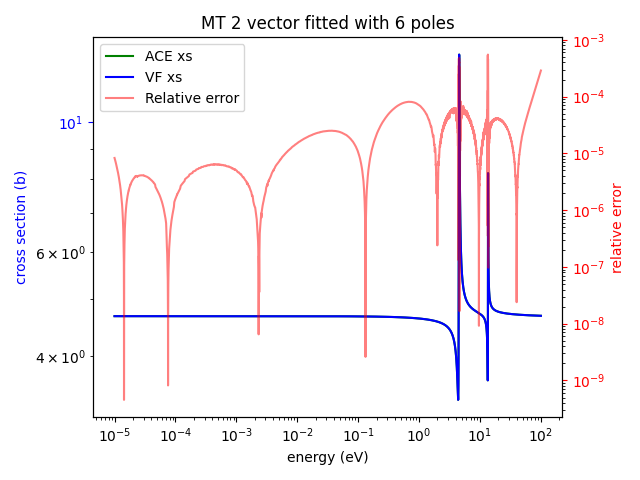 MT 2 vector fitted with 6 poles
ACE xs
VF xs
Relative error
10¹
6 × 10⁰
4 × 10⁰
cross section (b)
10⁻³
10⁻⁴
10⁻⁵
10⁻⁶
10⁻⁷
10⁻⁸
10⁻⁹
relative error
10⁻⁵ 10⁻⁴ 10⁻³ 10⁻² 10⁻¹ 10⁰ 10¹ 10²
energy (eV)